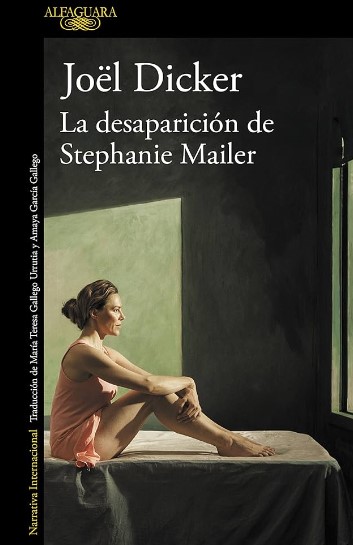 ALFAGUARA
Joël Dicker
La desaparición de
Stephanie Mailer
Narrativa Internacional
Traducción de María Teresa Gallego Urrutia y Amaya García Gallego